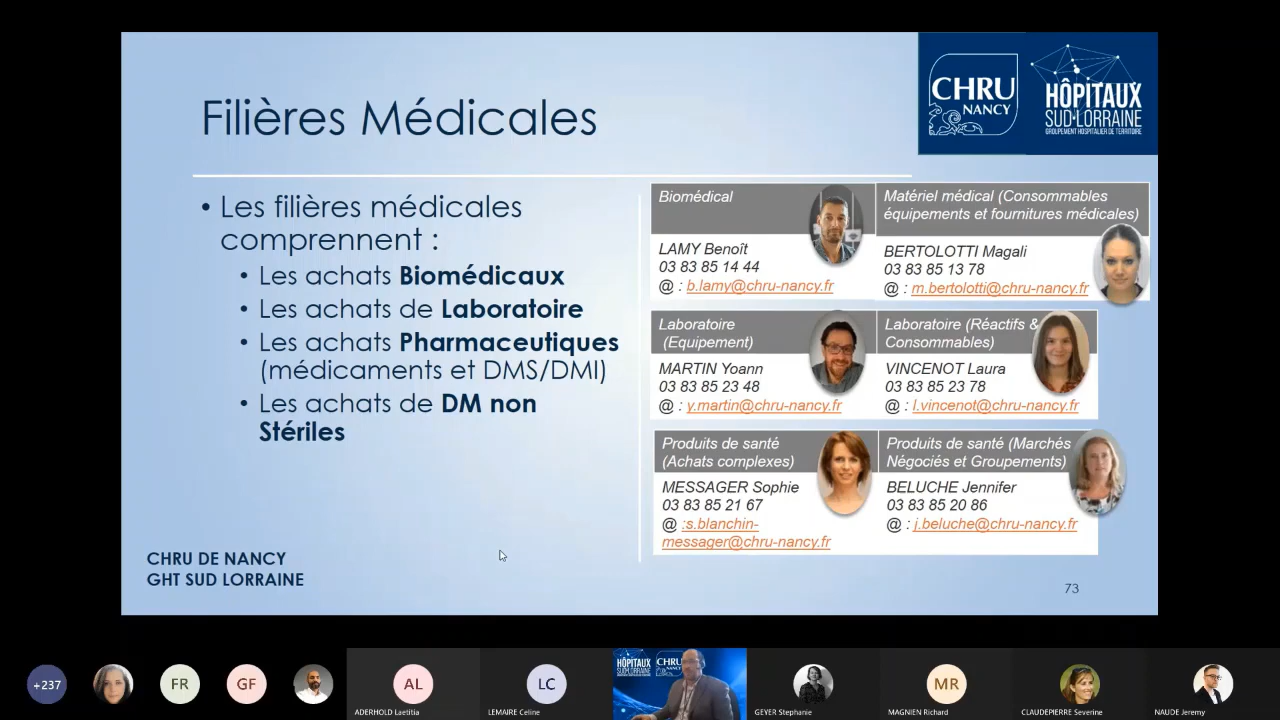 Filières Médicales
CHRU
NANCY
HÔPITAUX
SUD•LORRAINE
GROUPEMENT HOSPITALIER DE TERRITOIRE
• Les filières médicales
comprennent :
• Les achats Biomédicaux
• Les achats de Laboratoire
• Les achats Pharmaceutiques
(médicaments et DMS/DMI)
• Les achats de DM non
Stériles
Biomédical
LAMY Benoît
03 83 85 14 44
@ : b.lamy@chru-nancy.fr
Matériel médical (Consommables
équipements et fournitures médicales)
BERTOLOTTI Magali
03 83 85 13 78
@ : m.bertolotti@chru-nancy.fr
Laboratoire
(Equipement)
MARTIN Yoann
03 83 85 23 48
@ : y.martin@chru-nancy.fr
Laboratoire (Réactifs &
Consommables)
VINCENOT Laura
03 83 85 23 78
@ : l.vincenot@chru-nancy.fr
Produits de santé
(Achats complexes)
MESSAGER Sophie
03 83 85 21 67
@ :s.blanchin-
messager@chru-nancy.fr
Produits de santé (Marchés
Négociés et Groupements)
BELUCHE Jennifer
03 83 85 20 86
@ : j.beluche@chru-nancy.fr
CHRU DE NANCY
GHT SUD LORRAINE
73
+237
FR
GF
AL
ADERHOLD Laetitia
LC
LEMAIRE Celine
HÔPITAUX
SUD•LORRAINE
CHRU
GEYER Stephanie
MR
MAGNIEN Richard
CLAUDEPIERRE Severine
NAUDE Jeremy